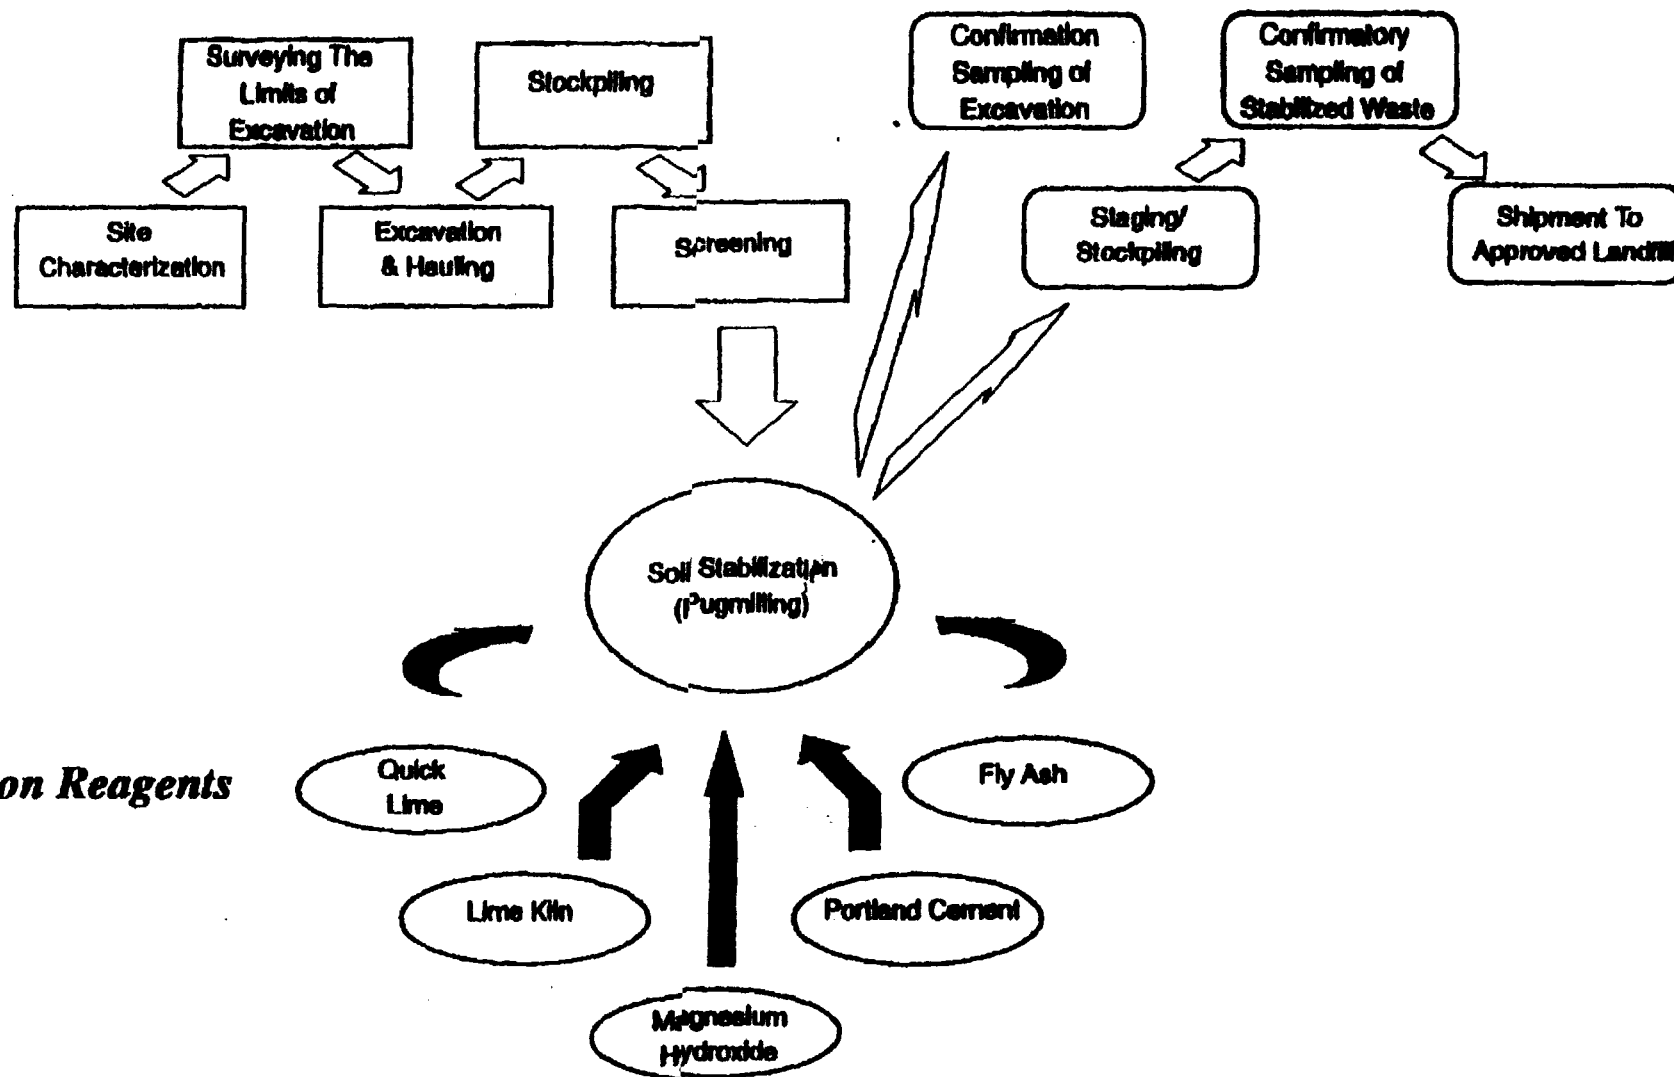 Surveying The
Limits of
Excavation
Stockpiling
Confirmation
Sampling of
Excavation
Confirmatory
Sampling of
Stabilized Waste
Site
Characterization
Excavation
& Hauling
Screening
Staging/
Stockpiling
Shipment To
Approved Landfill
Soil Stabilization
(Pugmilling)
on Reagents
Quick
Lime
Fly Ash
Lime Kiln
Portland Cement
Magnesium
Hydroxide